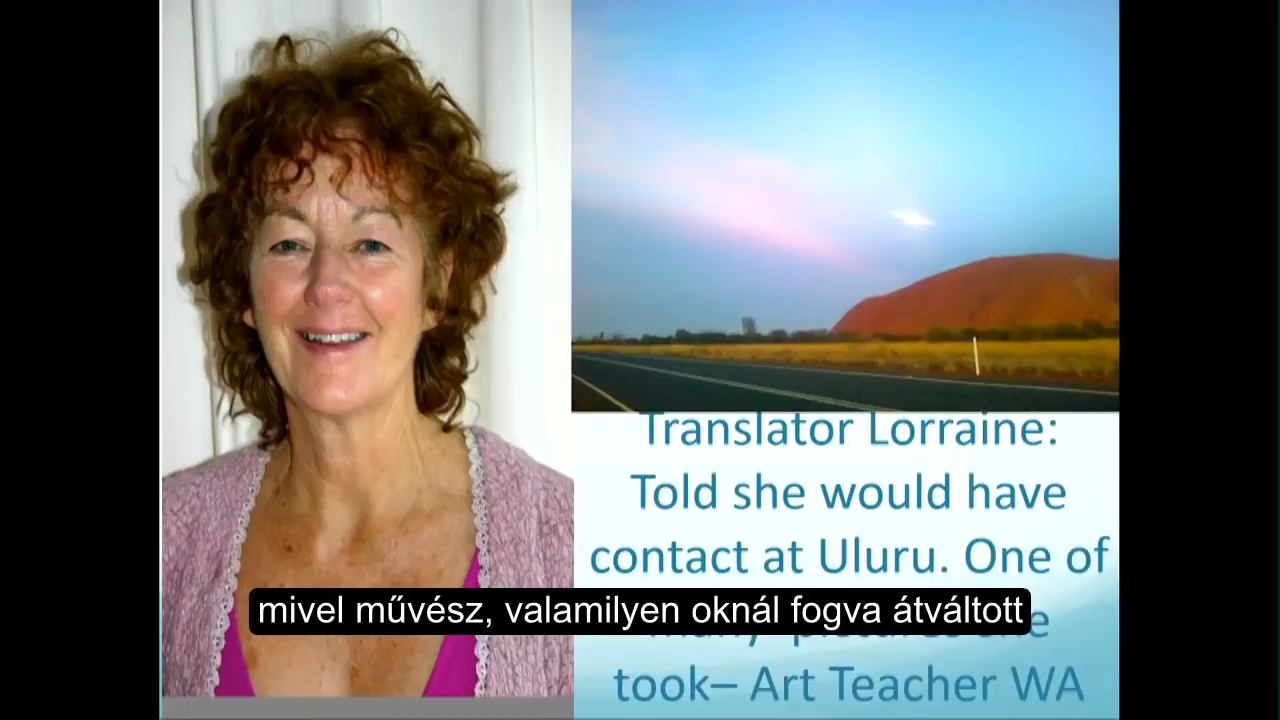 Translator Lorraine:
Told she would have
contact at Uluru. One of
mivel művész, valamilyen oknál fogva átváltott
took– Art Teacher WA